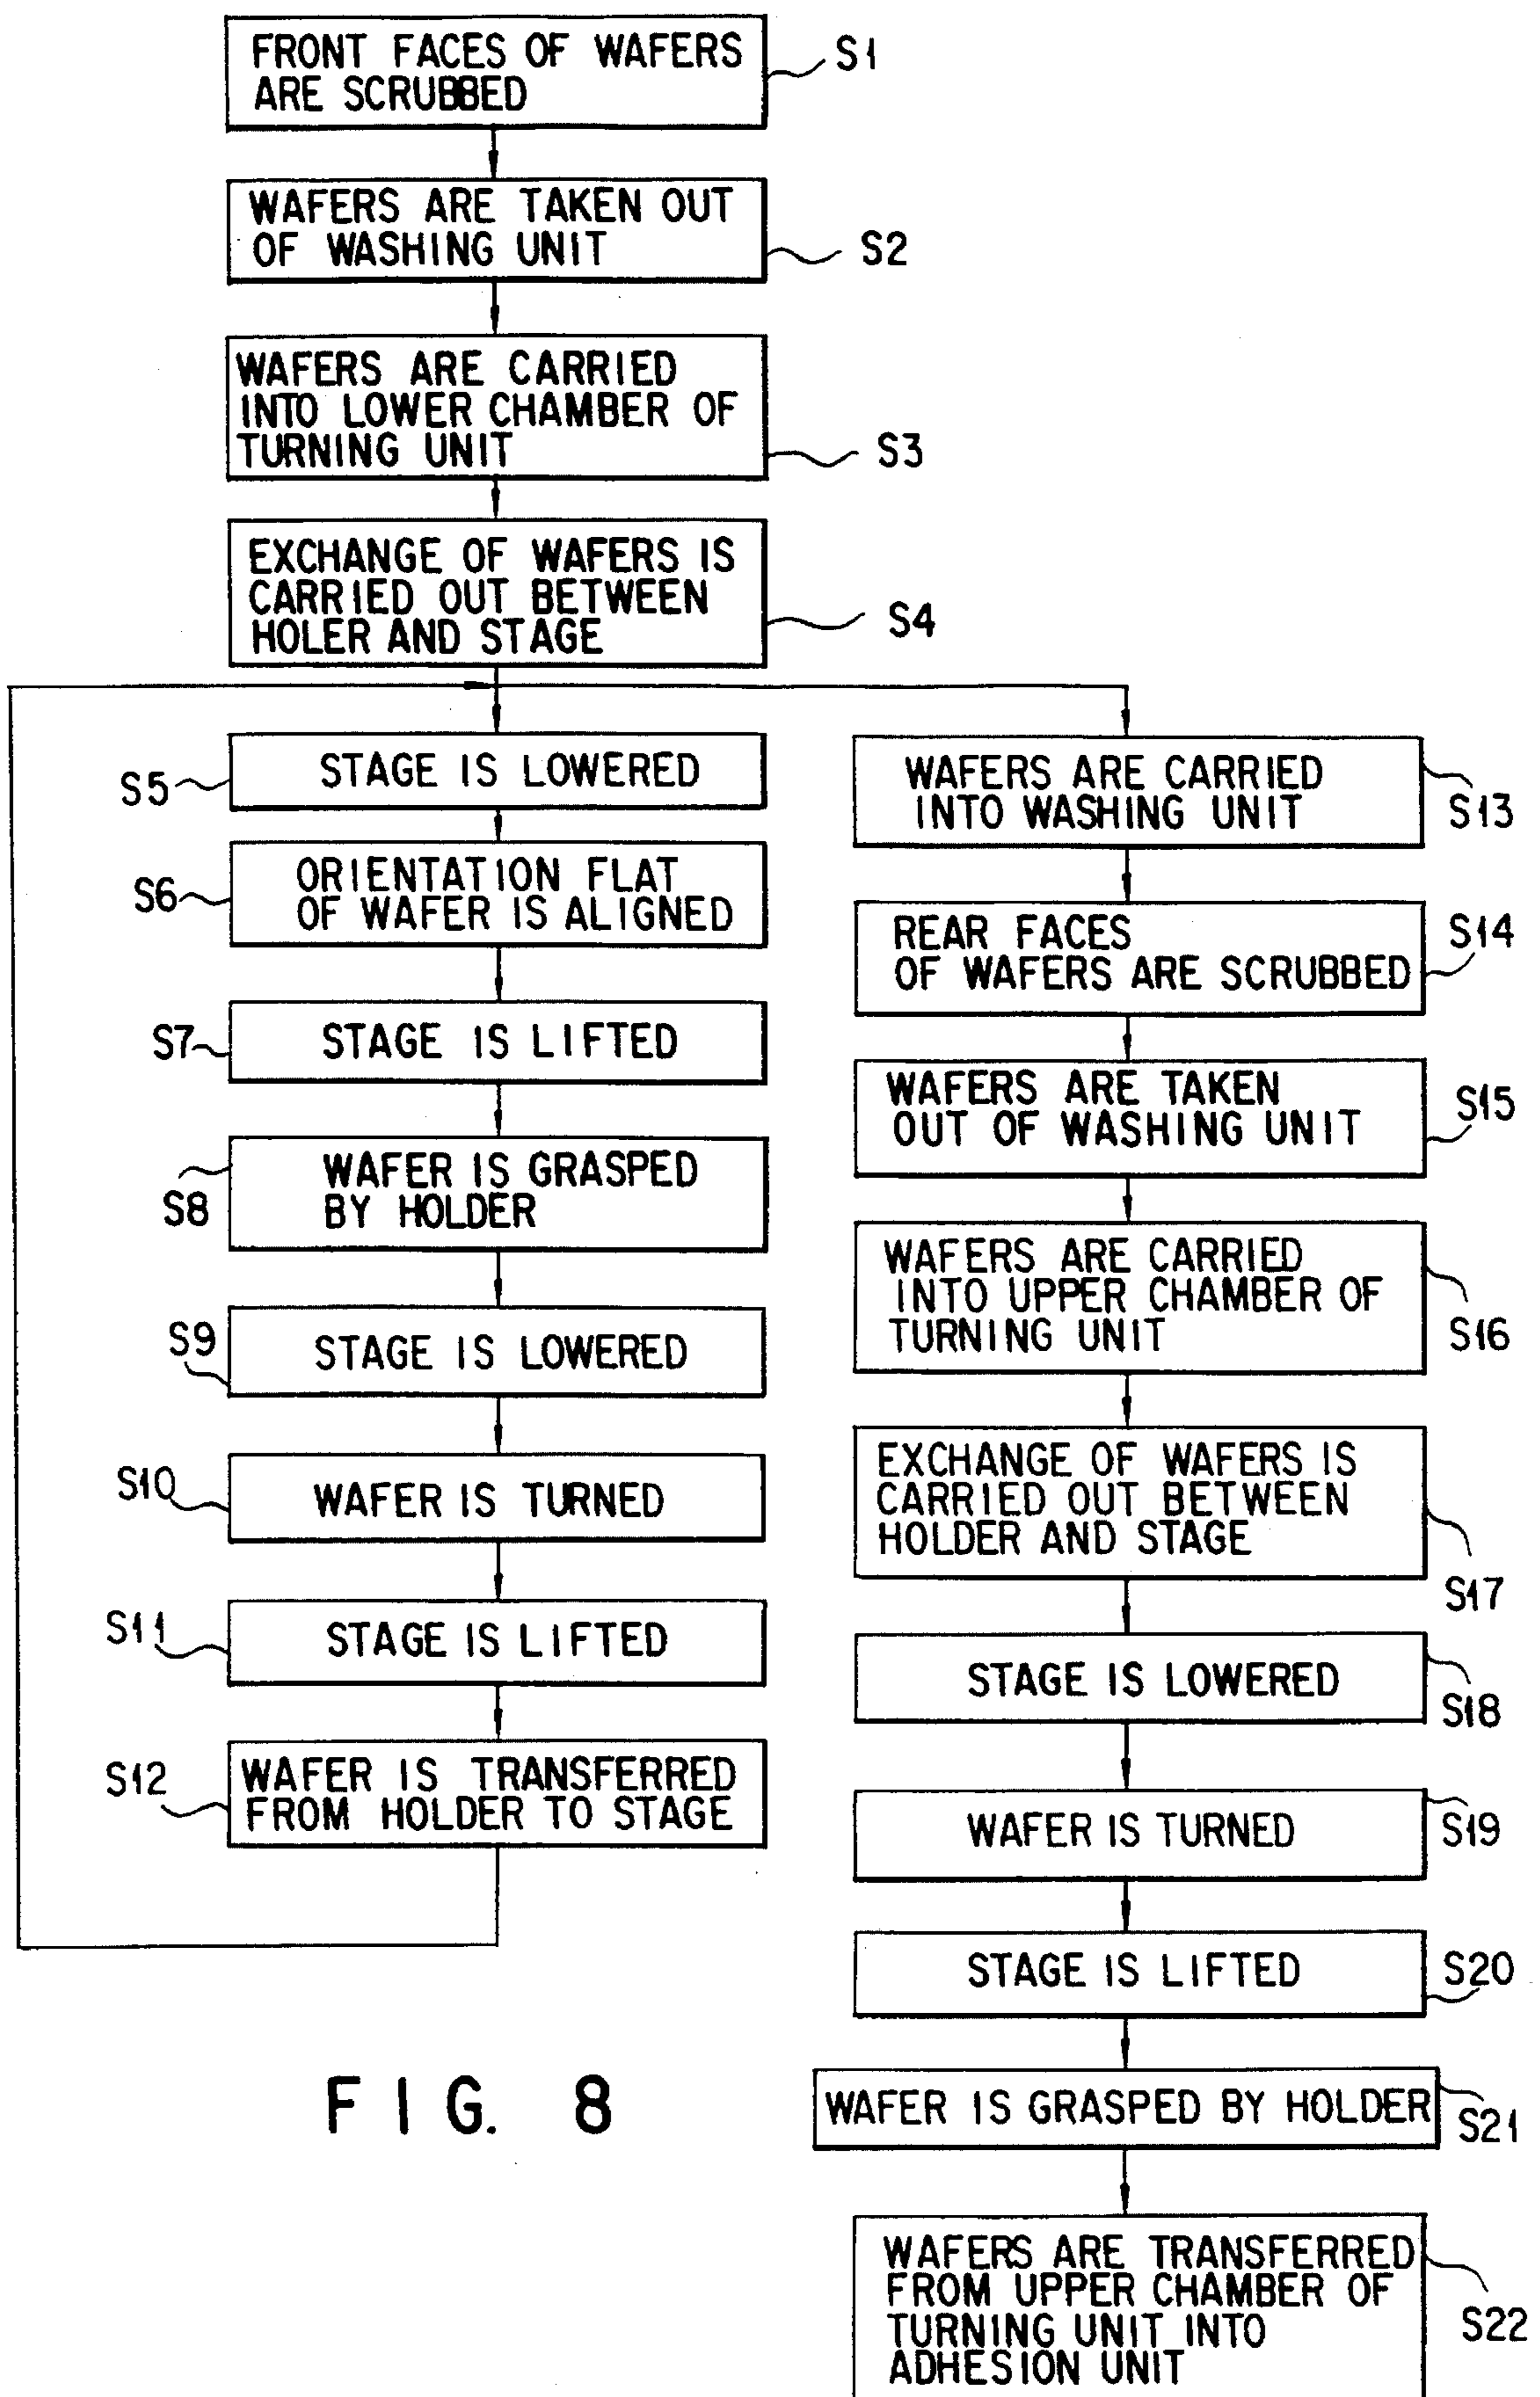 FRONT FACES OF WAFERS
ARE SCRUBBED
S1
WAFERS ARE TAKEN OUT
OF WASHING UNIT
S2
WAFERS ARE CARRIED
INTO LOWER CHAMBER OF
TURNING UNIT
S3
EXCHANGE OF WAFERS IS
CARRIED OUT BETWEEN
HOLER AND STAGE
S4
STAGE IS LOWERED
S5
ORIENTATION FLAT
OF WAFER IS ALIGNED
S6
STAGE IS LIFTED
S7
WAFER IS GRASPED
BY HOLDER
S8
STAGE IS LOWERED
S9
WAFER IS TURNED
S10
STAGE IS LIFTED
S11
WAFER IS TRANSFERRED
FROM HOLDER TO STAGE
S12
WAFERS ARE CARRIED
INTO WASHING UNIT
S13
REAR FACES
OF WAFERS ARE SCRUBBED
S14
WAFERS ARE TAKEN
OUT OF WASHING UNIT
S15
WAFERS ARE CARRIED
INTO UPPER CHAMBER OF
TURNING UNIT
S16
EXCHANGE OF WAFERS IS
CARRIED OUT BETWEEN
HOLDER AND STAGE
S17
STAGE IS LOWERED
S18
WAFER IS TURNED
S19
STAGE IS LIFTED
S20
WAFER IS GRASPED BY HOLDER
S21
WAFERS ARE TRANSFERRED
FROM UPPER CHAMBER OF
TURNING UNIT INTO
ADHESION UNIT
S22
FIG. 8